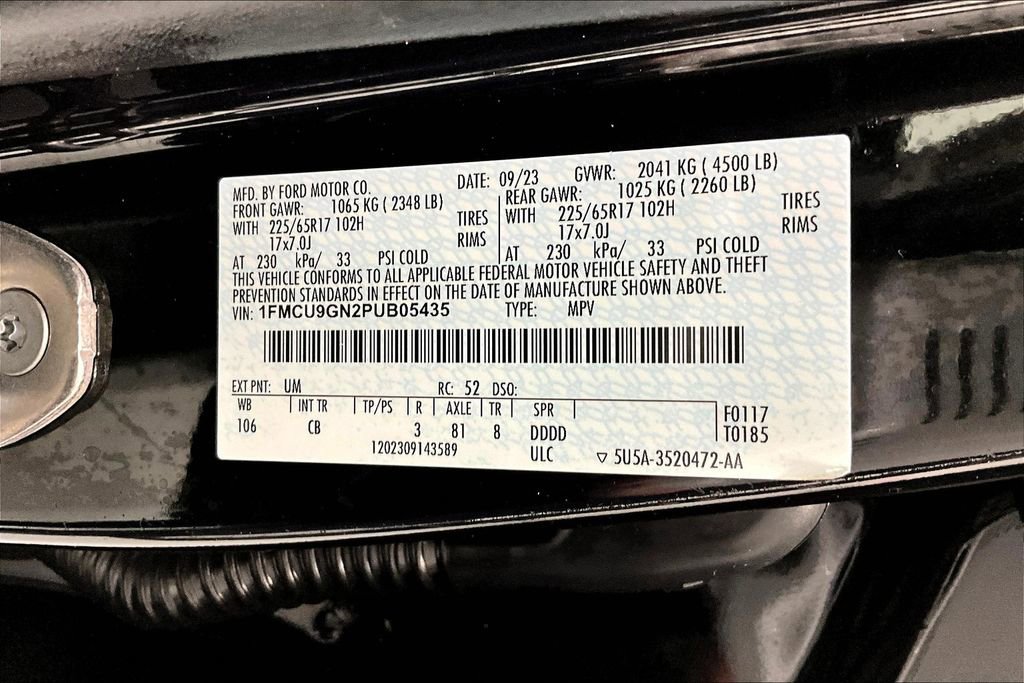 MFD. BY FORD MOTOR CO. DATE: 09/23 GVWR: 2041 KG ( 4500 LB)
FRONT GAWR: 1065 KG ( 2348 LB) REAR GAWR: 1025 KG ( 2260 LB)
WITH 225/65R17 102H TIRES WITH 225/65R17 102H TIRES
17x7.0J RIMS 17x7.0J RIMS
AT 230 kPa/ 33 PSI COLD AT 230 kPa/ 33 PSI COLD
THIS VEHICLE CONFORMS TO ALL APPLICABLE FEDERAL MOTOR VEHICLE SAFETY AND THEFT
PREVENTION STANDARDS IN EFFECT ON THE DATE OF MANUFACTURE SHOWN ABOVE.
VIN: 1FMCU9GN2PUB05435 TYPE: MPV
EXT PNT: UM RC: 52 DSO:
WB INT TR TP/PS R AXLE TR SPR F0117
106 CB 3 81 8 DDDD T0185
1202309143589 ULC ▽ 5U5A-3520472-AA